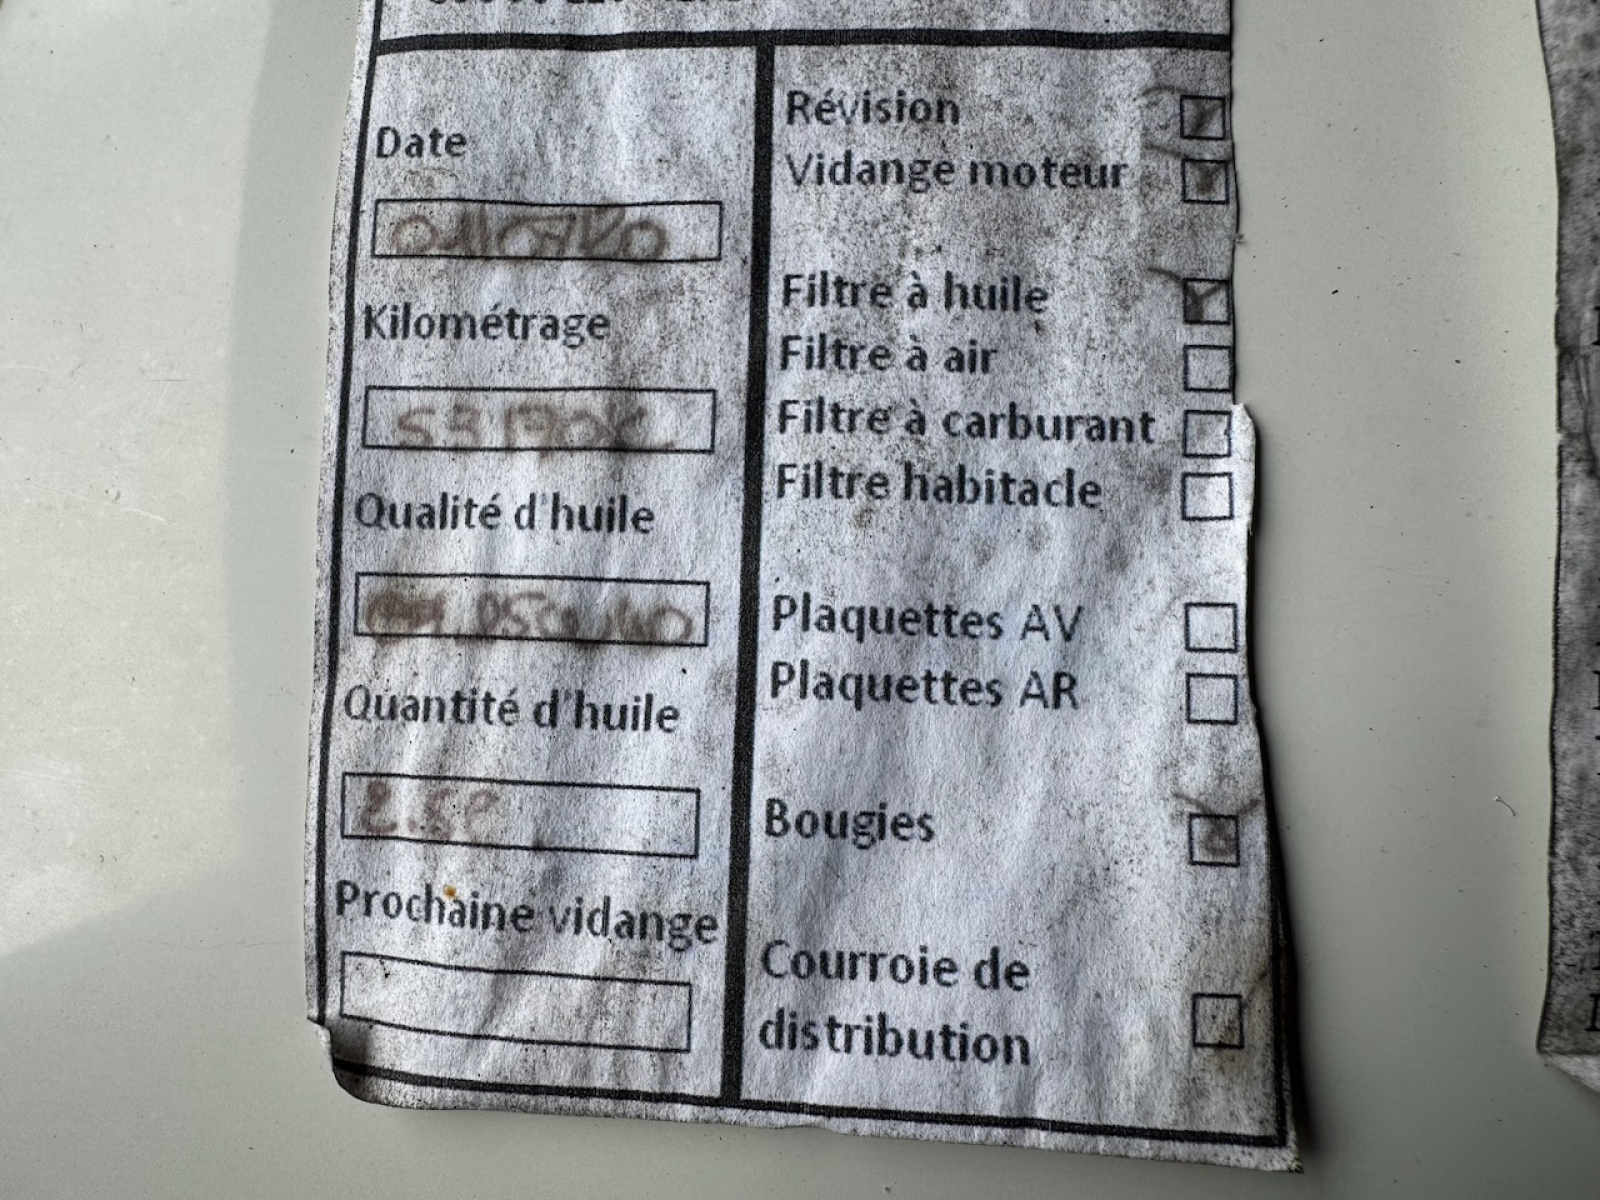 Date
Kilométrage
Qualité d'huile
Quantité d'huile
Prochaine vidange
Révision
Vidange moteur
Filtre à huile
Filtre à air
Filtre à carburant
Filtre habitacle
Plaquettes AV
Plaquettes AR
Bougies
Courroie de
distribution